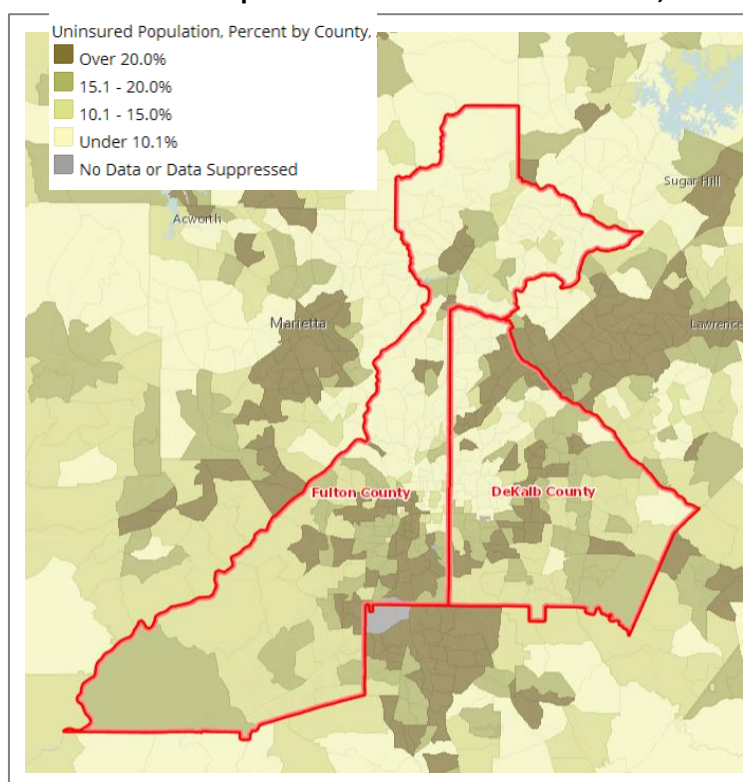 Uninsured Population, Percent by County,
Over 20.0%
15.1 - 20.0%
10.1 - 15.0%
Under 10.1%
No Data or Data Suppressed
Sugar Hill
Acworth
Marietta
Lawrence
Fulton County
DeKalb County